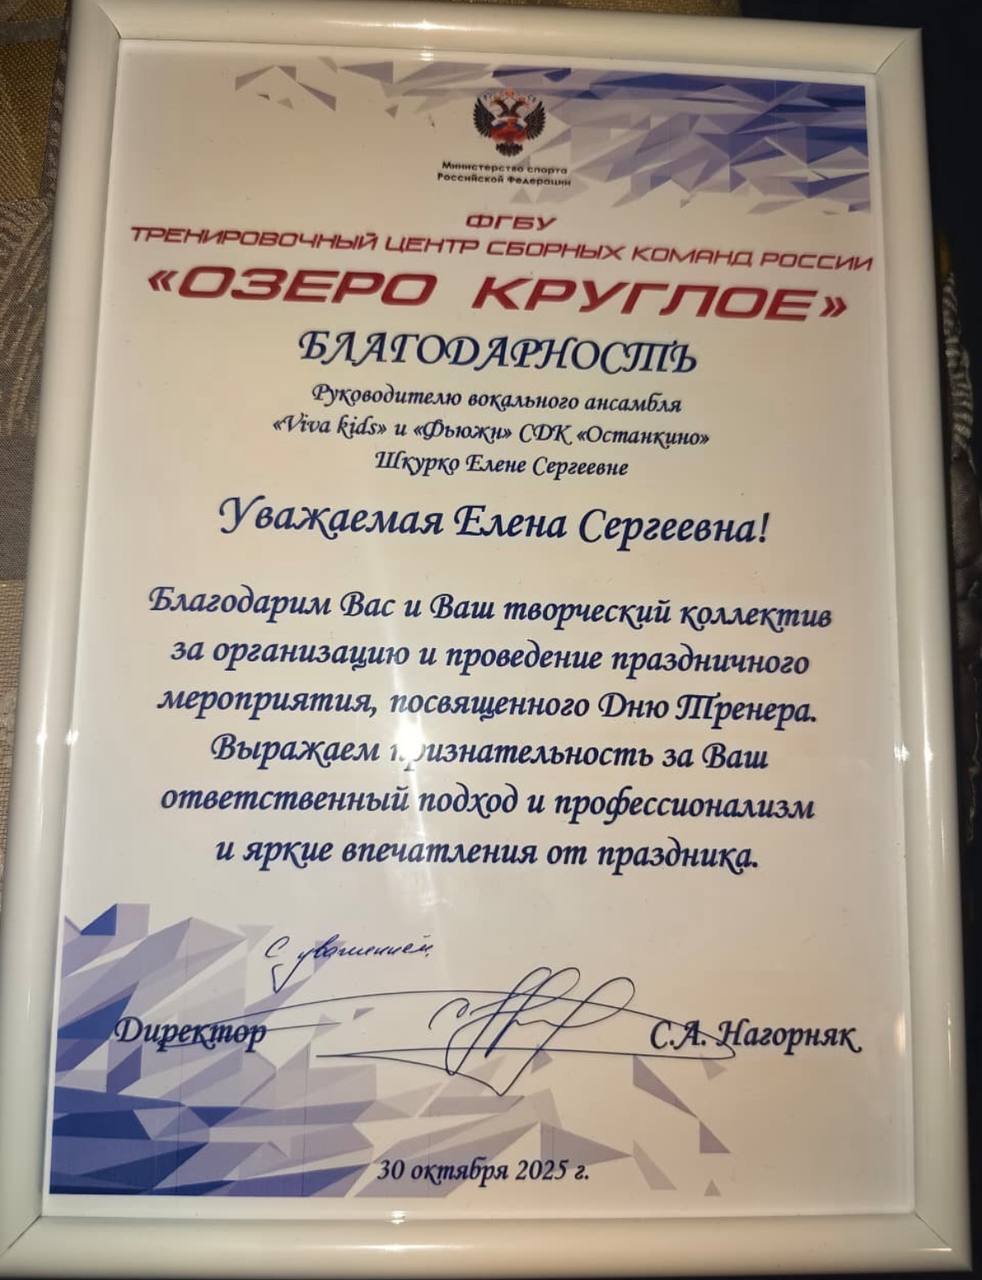 Министерство спорта
Российской Федерации
ФГБУ
ТРЕНИРОВОЧНЫЙ ЦЕНТР СБОРНЫХ КОМАНД РОССИИ
«ОЗЕРО КРУГЛОЕ»
БЛАГОДАРНОСТЬ
Руководителю вокального ансамбля
«Viva kids» и «Фьюжн» СДК «Останкино»
Шкурко Елене Сергеевне
Уважаемая Елена Сергеевна!
Благодарим Вас и Ваш творческий коллектив
за организацию и проведение праздничного
мероприятия, посвященного Дню Тренера.
Выражаем признательность за Ваш
ответственный подход и профессионализм
и яркие впечатления от праздника.
С уважением,
Директор С.А. Нагорняк
30 октября 2025 г.